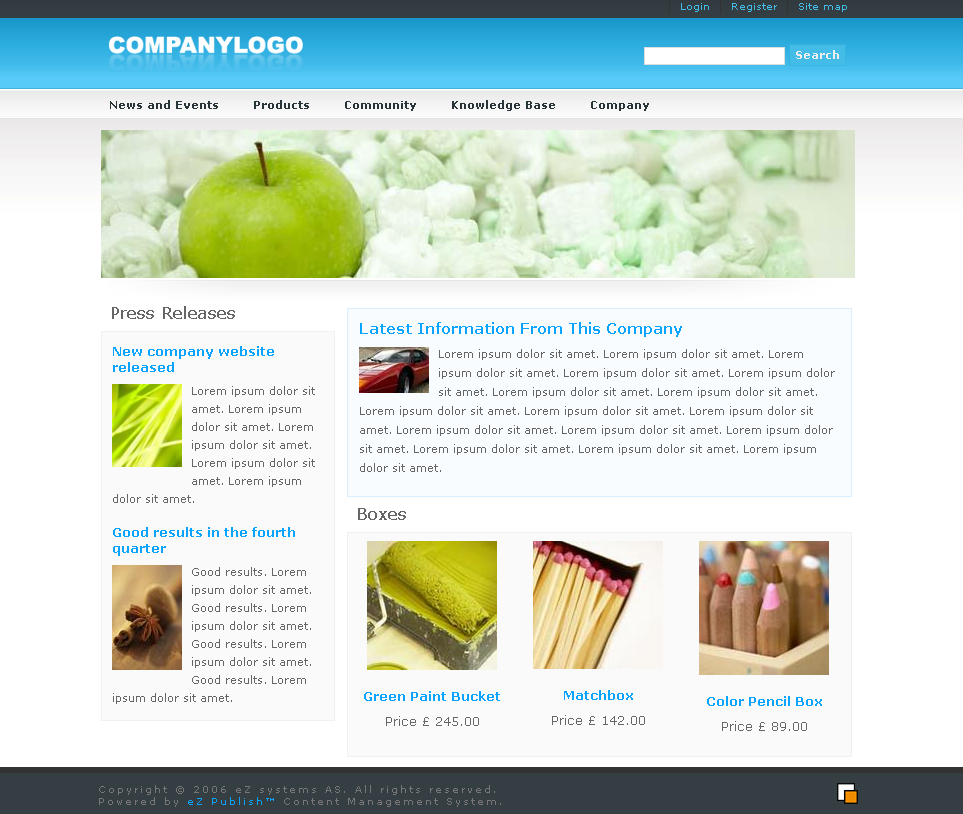 Login Register Site map
COMPANYLOGO
Search
News and Events Products Community Knowledge Base Company
Press Releases
New company website
released
Lorem ipsum dolor sit
amet. Lorem ipsum
dolor sit amet. Lorem
ipsum dolor sit amet.
Lorem ipsum dolor sit
amet. Lorem ipsum
dolor sit amet.
Good results in the fourth
quarter
Good results. Lorem
ipsum dolor sit amet.
Good results. Lorem
ipsum dolor sit amet.
Good results. Lorem
ipsum dolor sit amet.
Good results. Lorem
ipsum dolor sit amet.
Latest Information From This Company
Lorem ipsum dolor sit amet. Lorem ipsum dolor sit amet. Lorem
ipsum dolor sit amet. Lorem ipsum dolor sit amet. Lorem ipsum dolor
sit amet. Lorem ipsum dolor sit amet. Lorem ipsum dolor sit amet.
Lorem ipsum dolor sit amet. Lorem ipsum dolor sit amet. Lorem ipsum dolor sit
amet. Lorem ipsum dolor sit amet. Lorem ipsum dolor sit amet. Lorem ipsum dolor
sit amet. Lorem ipsum dolor sit amet. Lorem ipsum dolor sit amet. Lorem ipsum
dolor sit amet.
Boxes
Green Paint Bucket
Price £ 245.00
Matchbox
Price £ 142.00
Color Pencil Box
Price £ 89.00
Copyright © 2006 eZ systems AS. All rights reserved.
Powered by eZ Publish™ Content Management System.